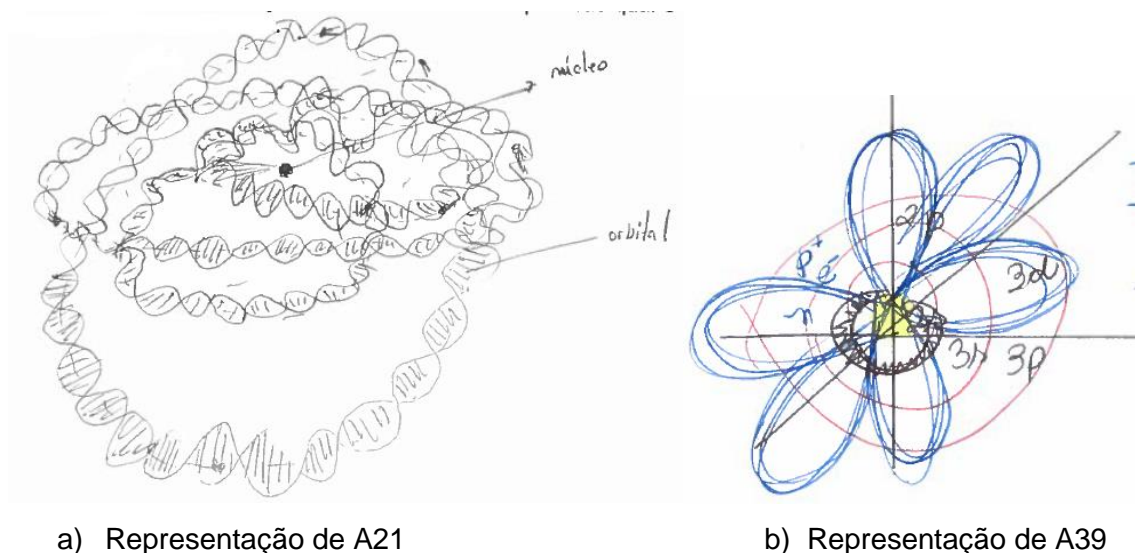 núcleo
orbital
2p
3d
p+
é
n
3s
3p
a) Representação de A21
b) Representação de A39